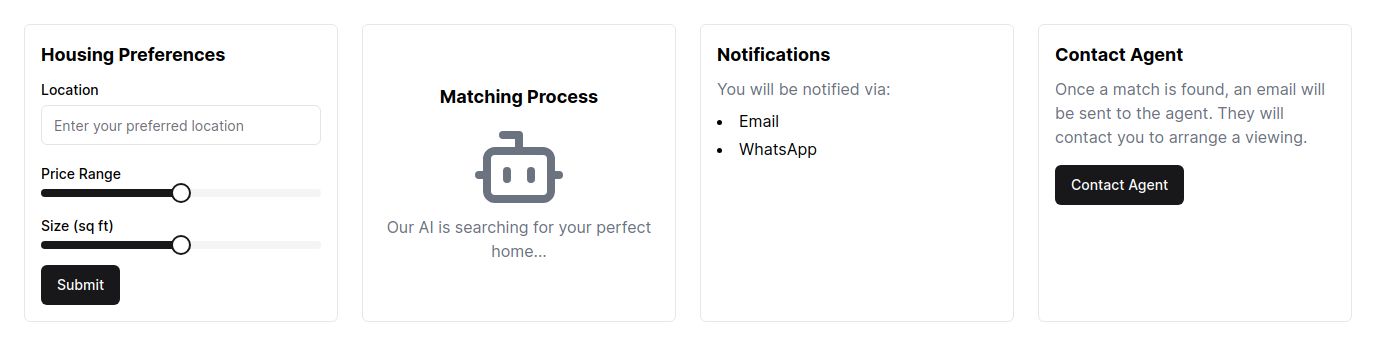 Housing Preferences
Location
Enter your preferred location
Price Range
Size (sq ft)
Submit
Matching Process
Our AI is searching for your perfect
home...
Notifications
You will be notified via:
Email
WhatsApp
Contact Agent
Once a match is found, an email will
be sent to the agent. They will
contact you to arrange a viewing.
Contact Agent